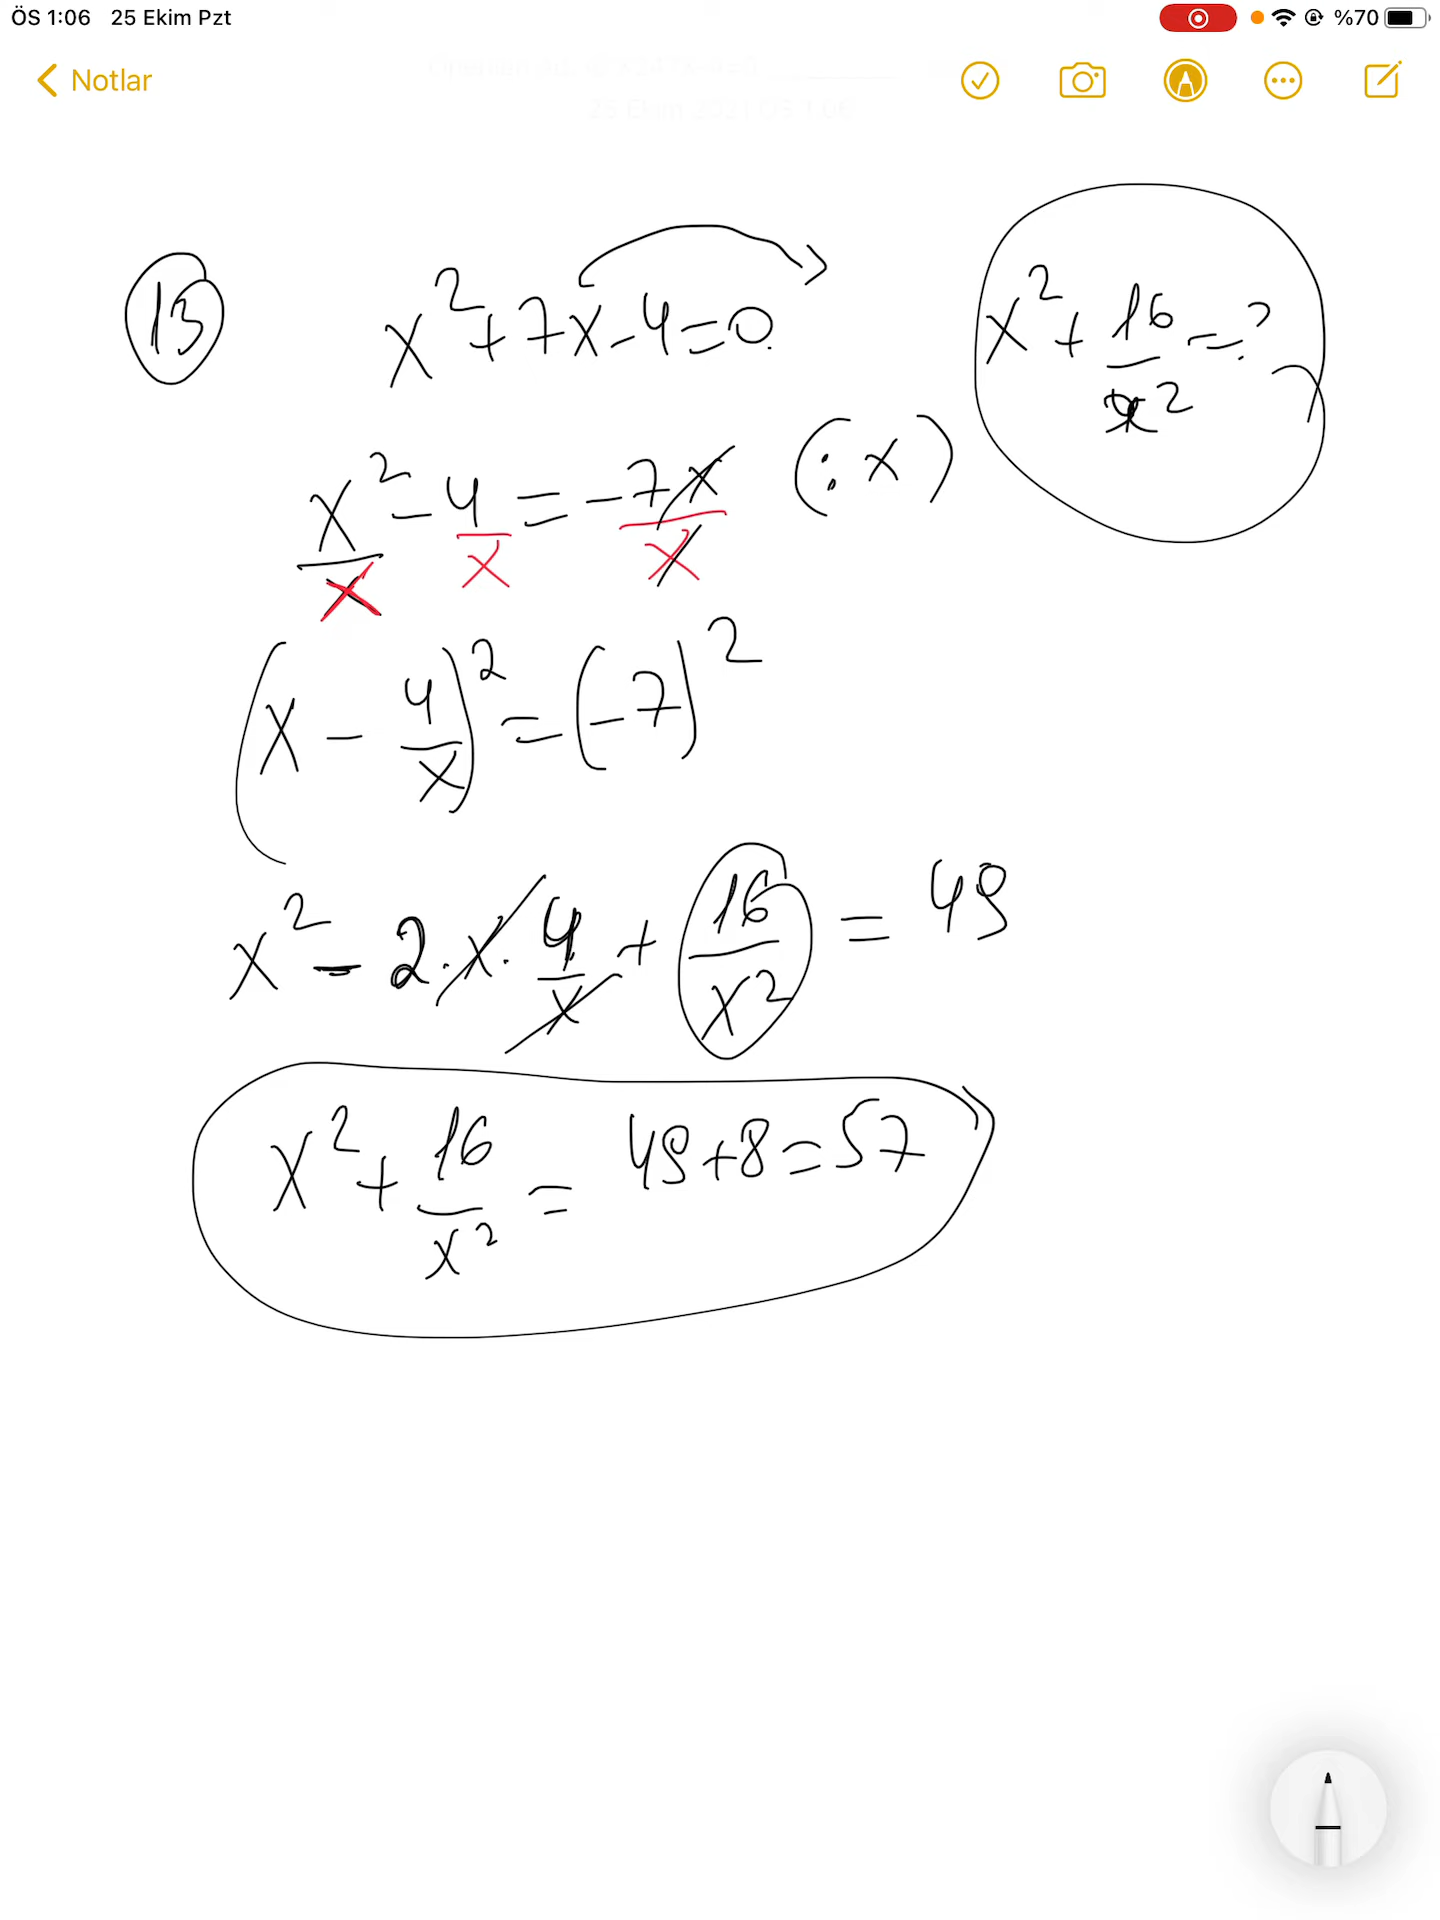 ÖS 1:06 25 Ekim Pzt %70
Notlar
13 x² + 7x - 4 = 0 x² + 16/x² = ?
x²/x - 4/x = -7x/x (:x)
(x - 4/x)² = (-7)²
x² - 2.x.4/x + 16/x² = 49
x² + 16/x² = 49 + 8 = 57